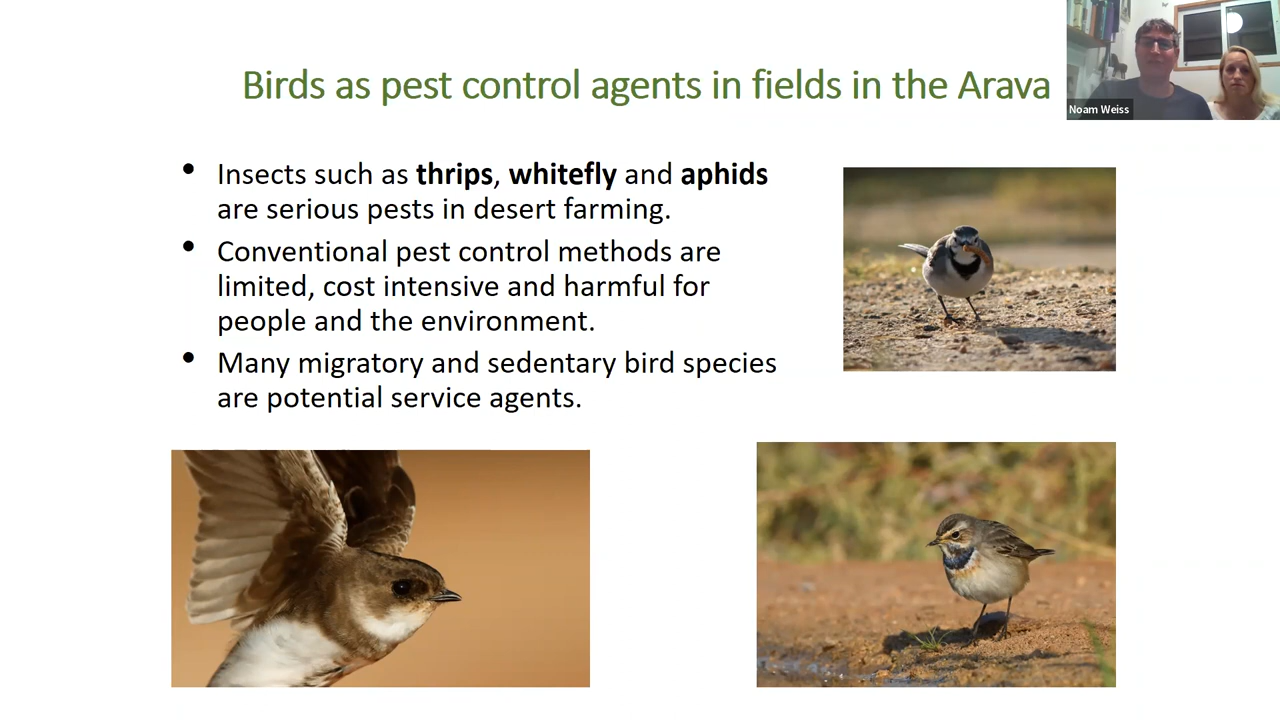 Birds as pest control agents in fields in the Arava
Noam Weiss
• Insects such as thrips, whitefly and aphids
are serious pests in desert farming.
• Conventional pest control methods are
limited, cost intensive and harmful for
people and the environment.
• Many migratory and sedentary bird species
are potential service agents.